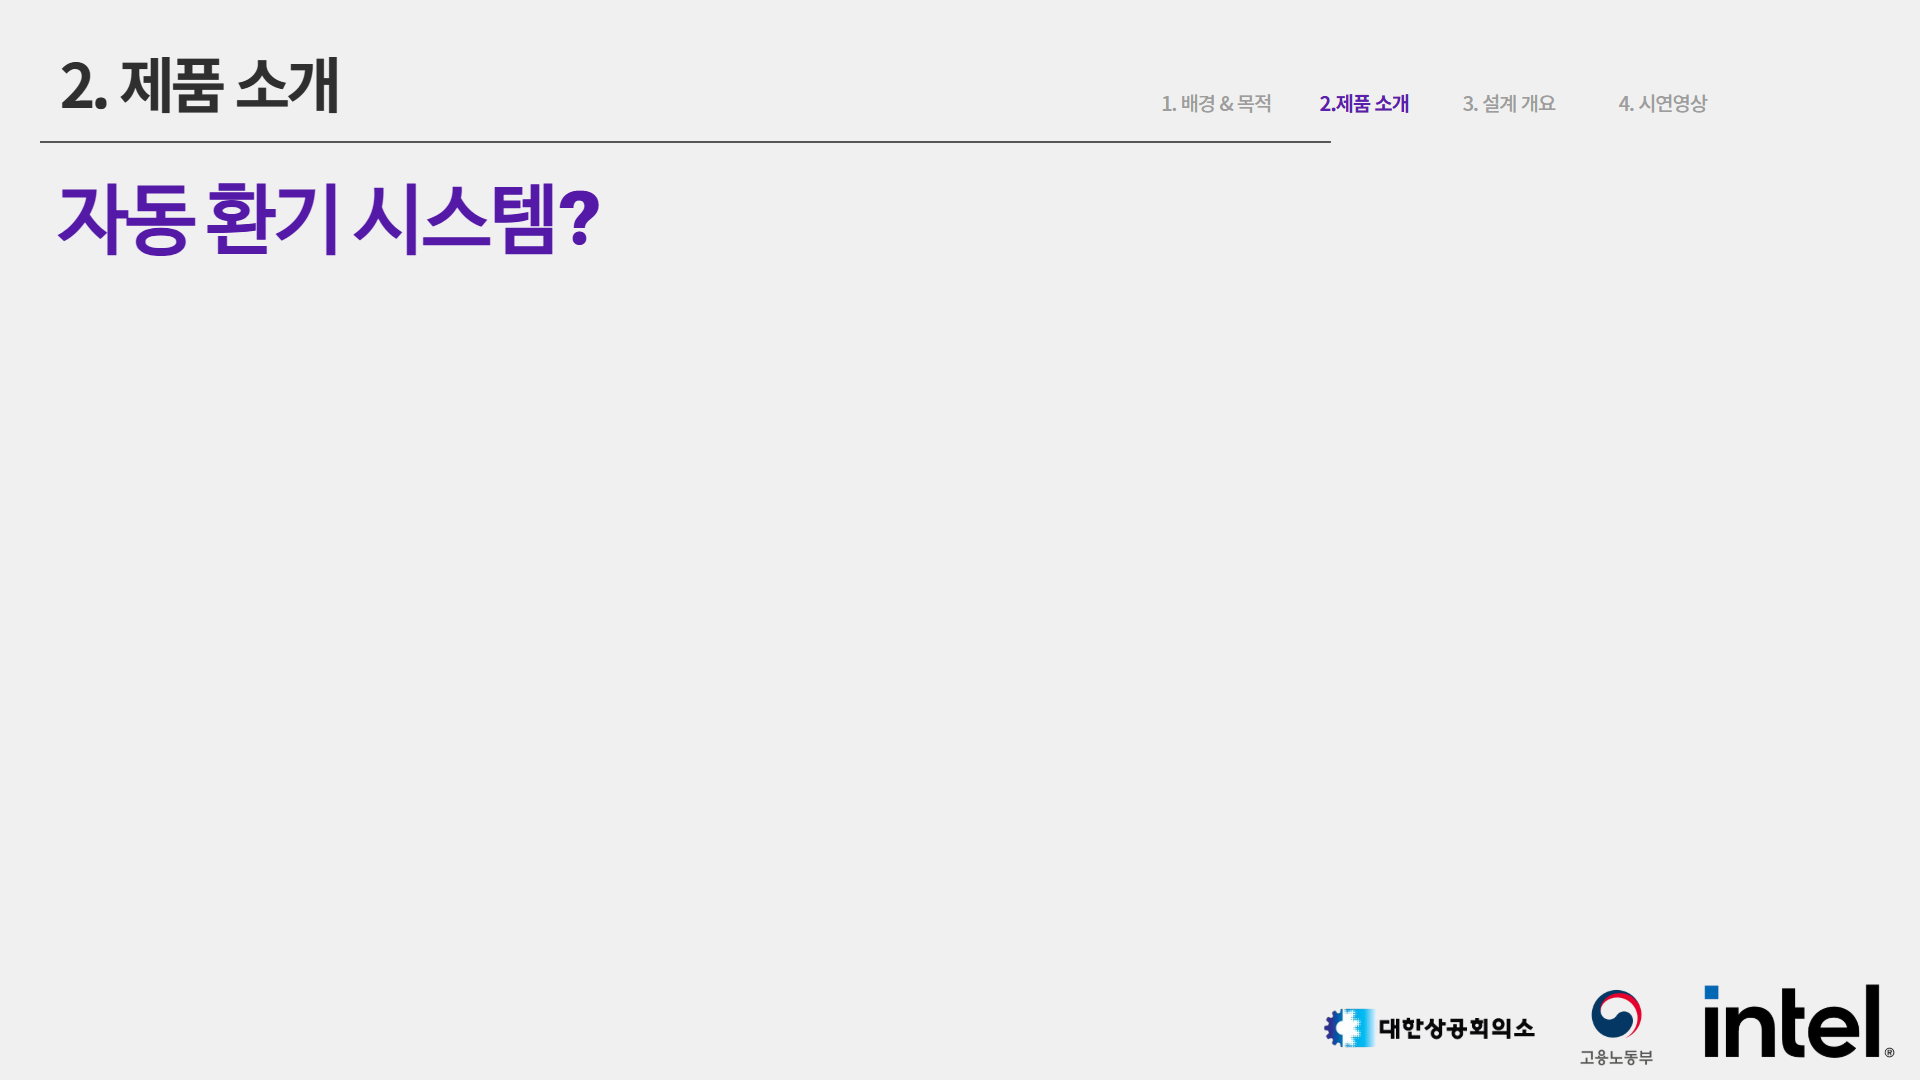 2. 제품 소개
1. 배경 & 목적
2.제품 소개
3. 설계 개요
4. 시연영상
자동 환기 시스템?
대한상공회의소
고용노동부
intel®